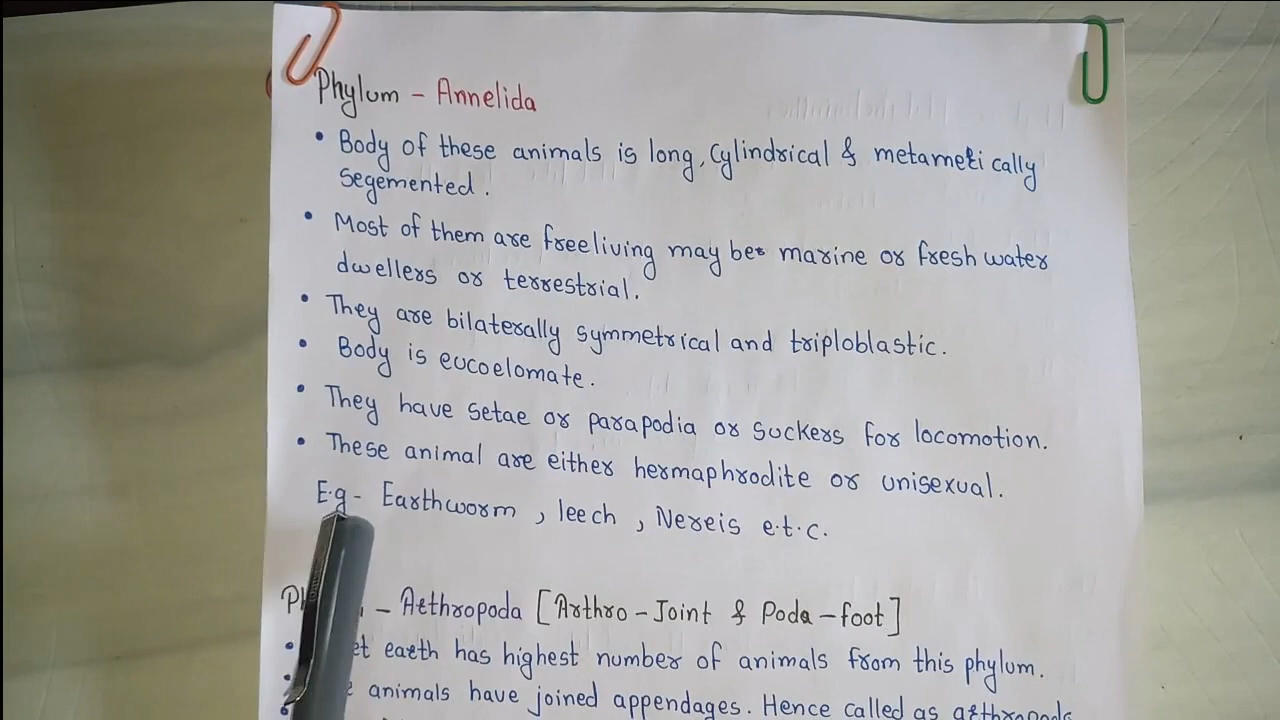 Phylum - Annelida
• Body of these animals is long, Cylindrical & metametically
Segemented.
• Most of them are freeliving may be marine or fresh water
dwellers or terrestrial.
• They are bilaterally symmetrical and triploblastic.
• Body is eucoelomate.
• They have setae or parapodia or suckers for locomotion.
• These animal are either hermaphrodite or unisexual.
E.g - Earthworm , leech , Nereis e.t.c.
- Arthropoda [Arthro - Joint & Poda - foot]
earth has highest number of animals from this phylum.
animals have joined appendages. Hence called as arthropods